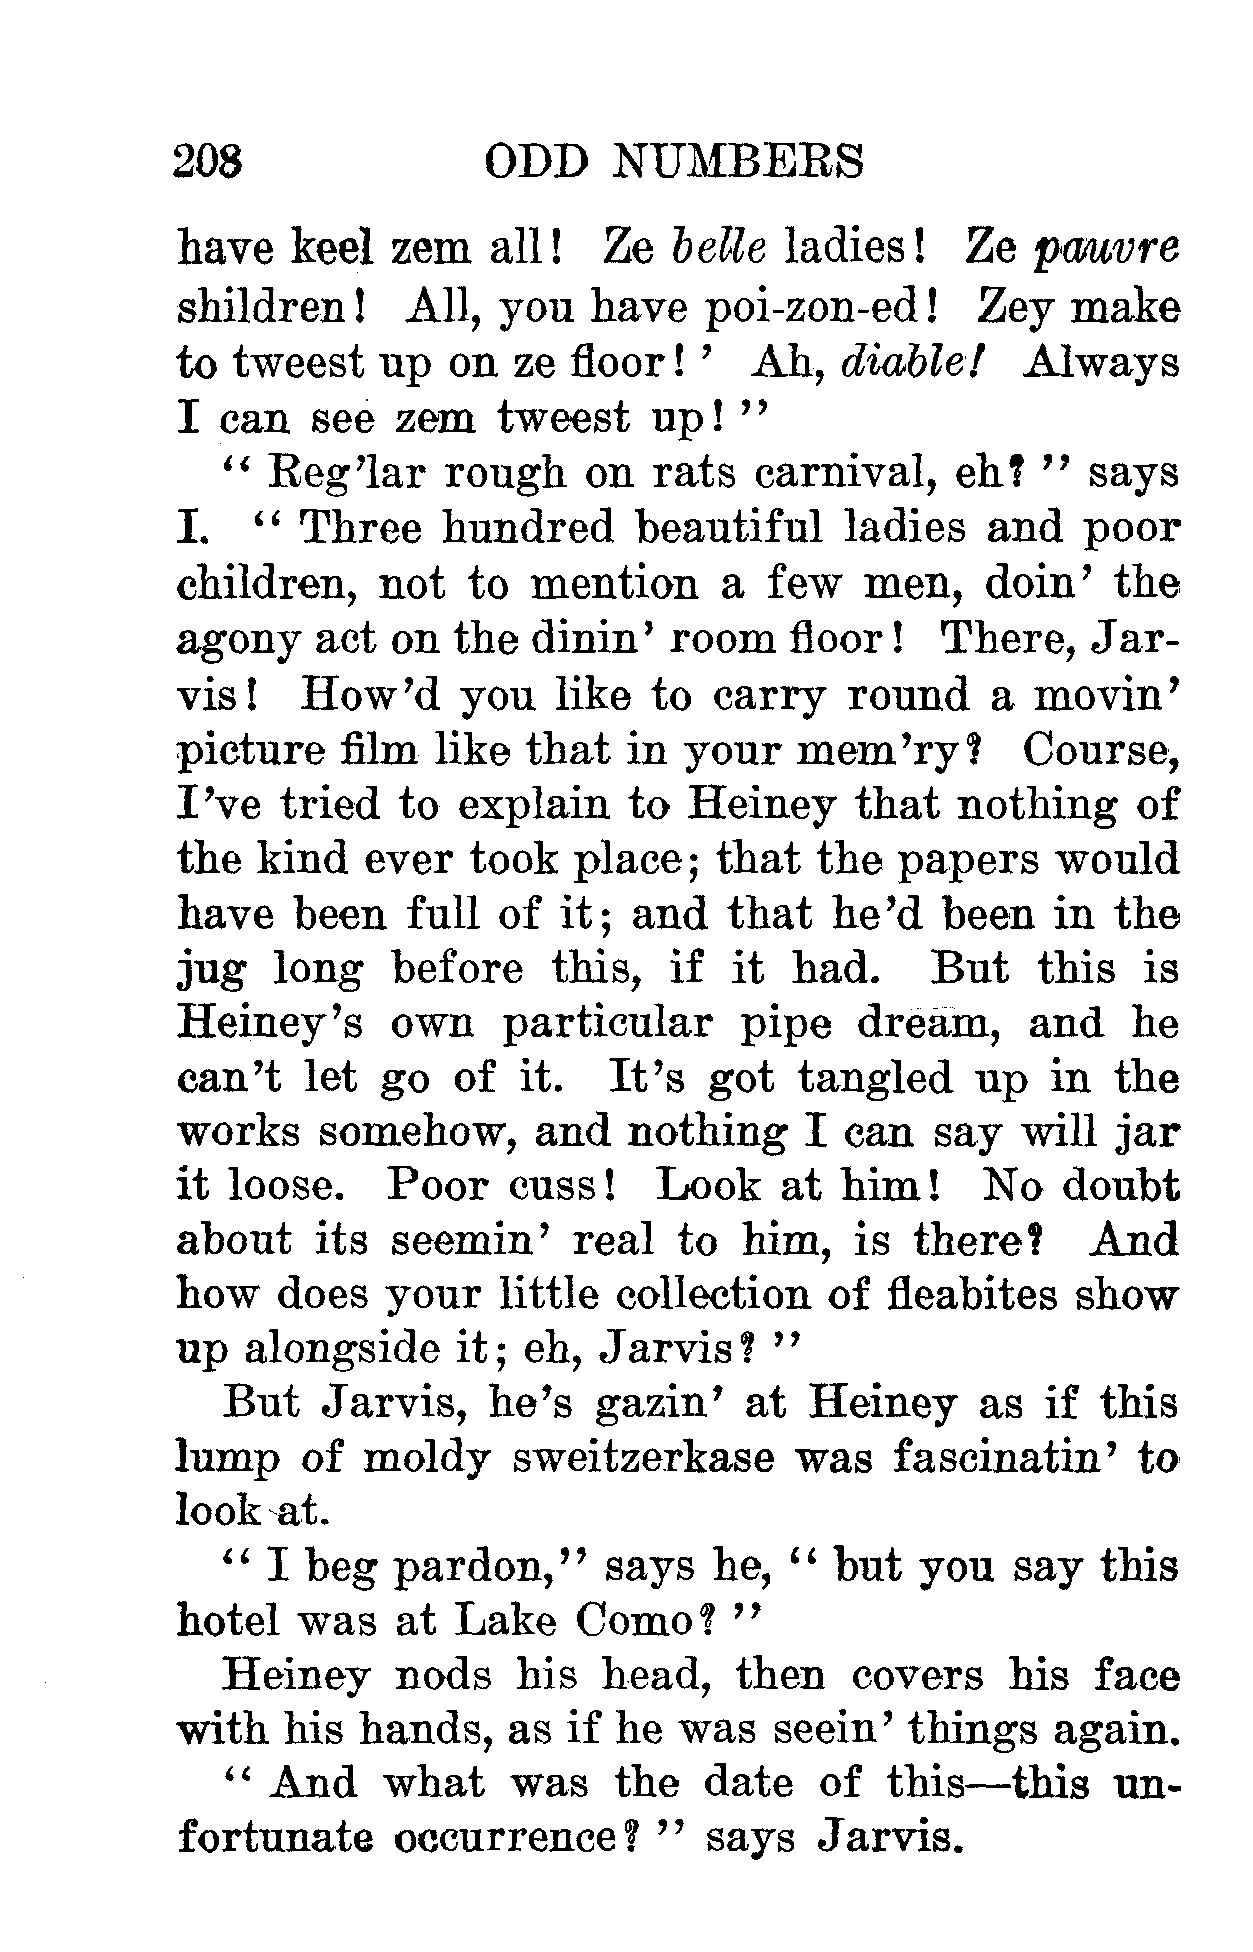 208 ODD NUMBERS
have keel zem all! Ze belle ladies! Ze pauvre
shildren! All, you have poi-zon-ed! Zey make
to tweest up on ze floor!' Ah, diable! Always
I can see zem tweest up!"
"Reg'lar rough on rats carnival, eh?" says
I. "Three hundred beautiful ladies and poor
children, not to mention a few men, doin' the
agony act on the dinin' room floor! There, Jar-
vis! How'd you like to carry round a movin'
picture film like that in your mem'ry? Course,
I've tried to explain to Heiney that nothing of
the kind ever took place; that the papers would
have been full of it; and that he'd been in the
jug long before this, if it had. But this is
Heiney's own particular pipe dream, and he
can't let go of it. It's got tangled up in the
works somehow, and nothing I can say will jar
it loose. Poor cuss! Look at him! No doubt
about its seemin' real to him, is there? And
how does your little collection of fleabites show
up alongside it; eh, Jarvis?"
But Jarvis, he's gazin' at Heiney as if this
lump of moldy sweitzerkase was fascinatin' to
look at.
"I beg pardon," says he, "but you say this
hotel was at Lake Como?"
Heiney nods his head, then covers his face
with his hands, as if he was seein' things again.
"And what was the date of this—this un-
fortunate occurrence?" says Jarvis.